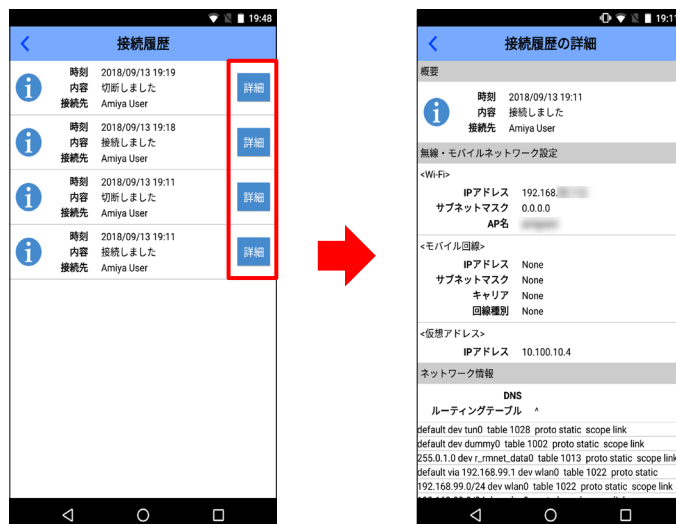 19:48
接続履歴
時刻 2018/09/13 19:19
内容 切断しました
接続先 Amiya User
詳細
時刻 2018/09/13 19:18
内容 接続しました
接続先 Amiya User
詳細
時刻 2018/09/13 19:11
内容 切断しました
接続先 Amiya User
詳細
時刻 2018/09/13 19:11
内容 接続しました
接続先 Amiya User
詳細
19:11
接続履歴の詳細
概要
時刻 2018/09/13 19:11
内容 接続しました
接続先 Amiya User
無線・モバイルネットワーク設定
<Wi-Fi>
IPアドレス 192.168.
サブネットマスク 0.0.0.0
AP名
<モバイル回線>
IPアドレス None
サブネットマスク None
キャリア None
回線種別 None
<仮想アドレス>
IPアドレス 10.100.10.4
ネットワーク情報
DNS
ルーティングテーブル ^
default dev tun0 table 1028 proto static scope link
default dev dummy0 table 1002 proto static scope link
255.0.1.0 dev r_rmnet_data0 table 1013 proto static scope link
default via 192.168.99.1 dev wlan0 table 1022 proto static
192.168.99.0/24 dev wlan0 table 1022 proto static scope link